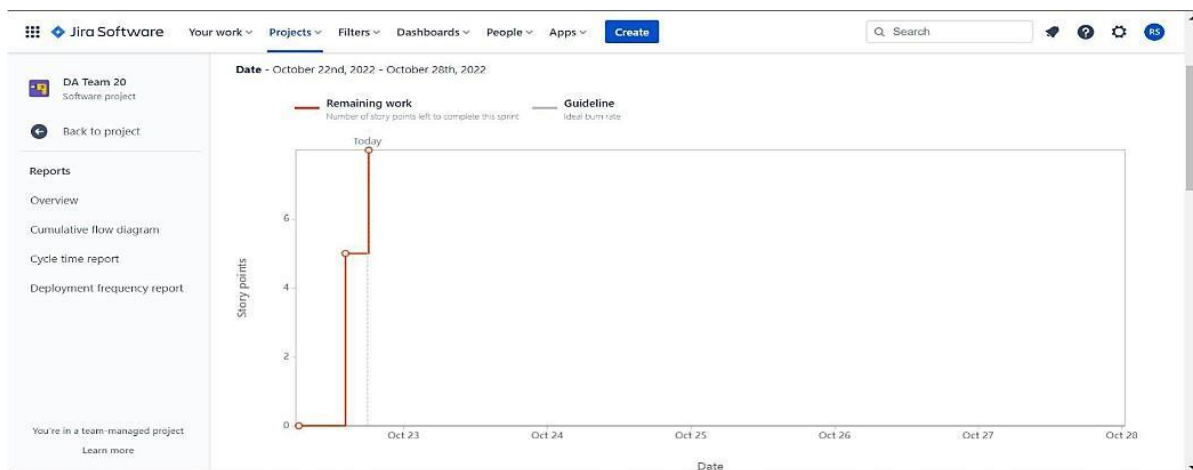 Jira Software Your work Projects Filters Dashboards People Apps Create Search RS
DA Team 20
Software project
Back to project
Reports
Overview
Cumulative flow diagram
Cycle time report
Deployment frequency report
You're in a team-managed project
Learn more
Date - October 22nd, 2022 - October 28th, 2022
Remaining work
Number of story points left to complete this sprint
Guideline
Ideal burn rate
Today
Story points
6
4
2
0
Oct 23 Oct 24 Oct 25 Oct 26 Oct 27 Oct 28
Date